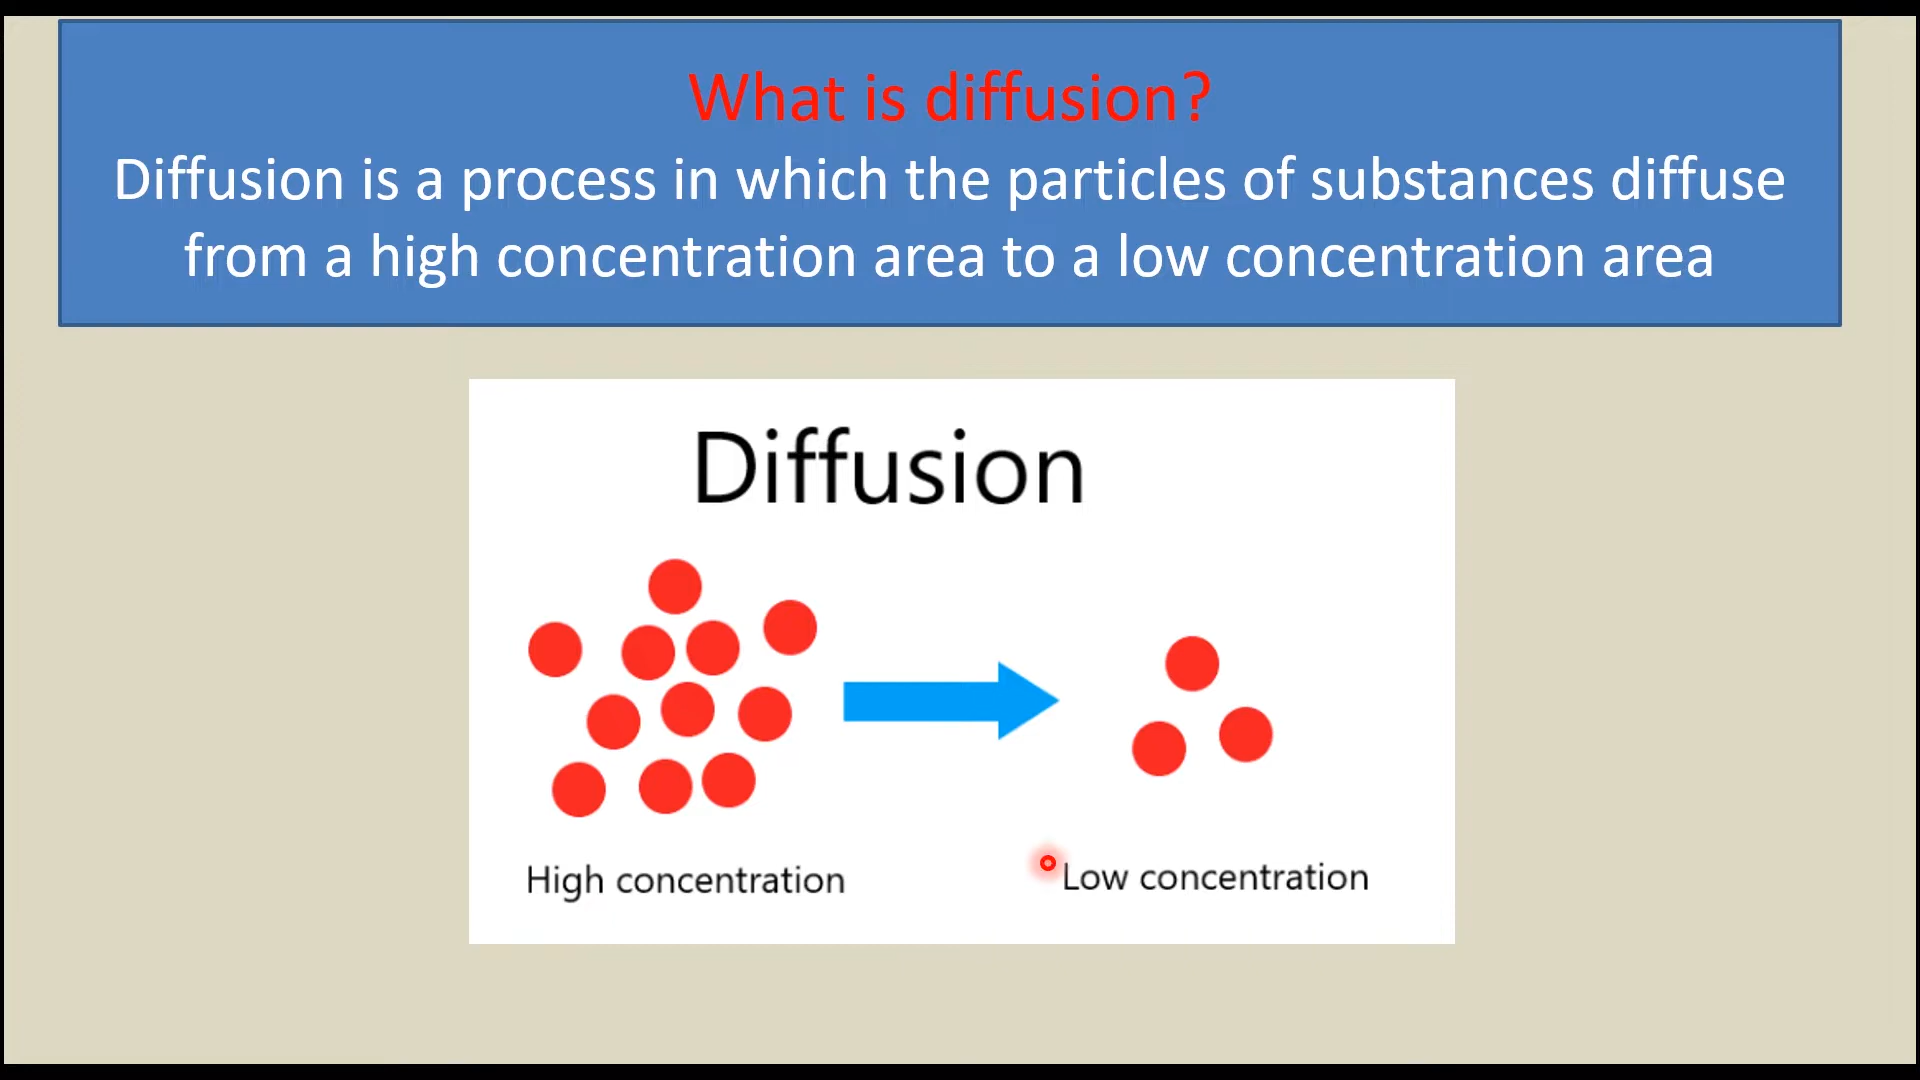 What is diffusion?
Diffusion is a process in which the particles of substances diffuse
from a high concentration area to a low concentration area
Diffusion
High concentration
Low concentration